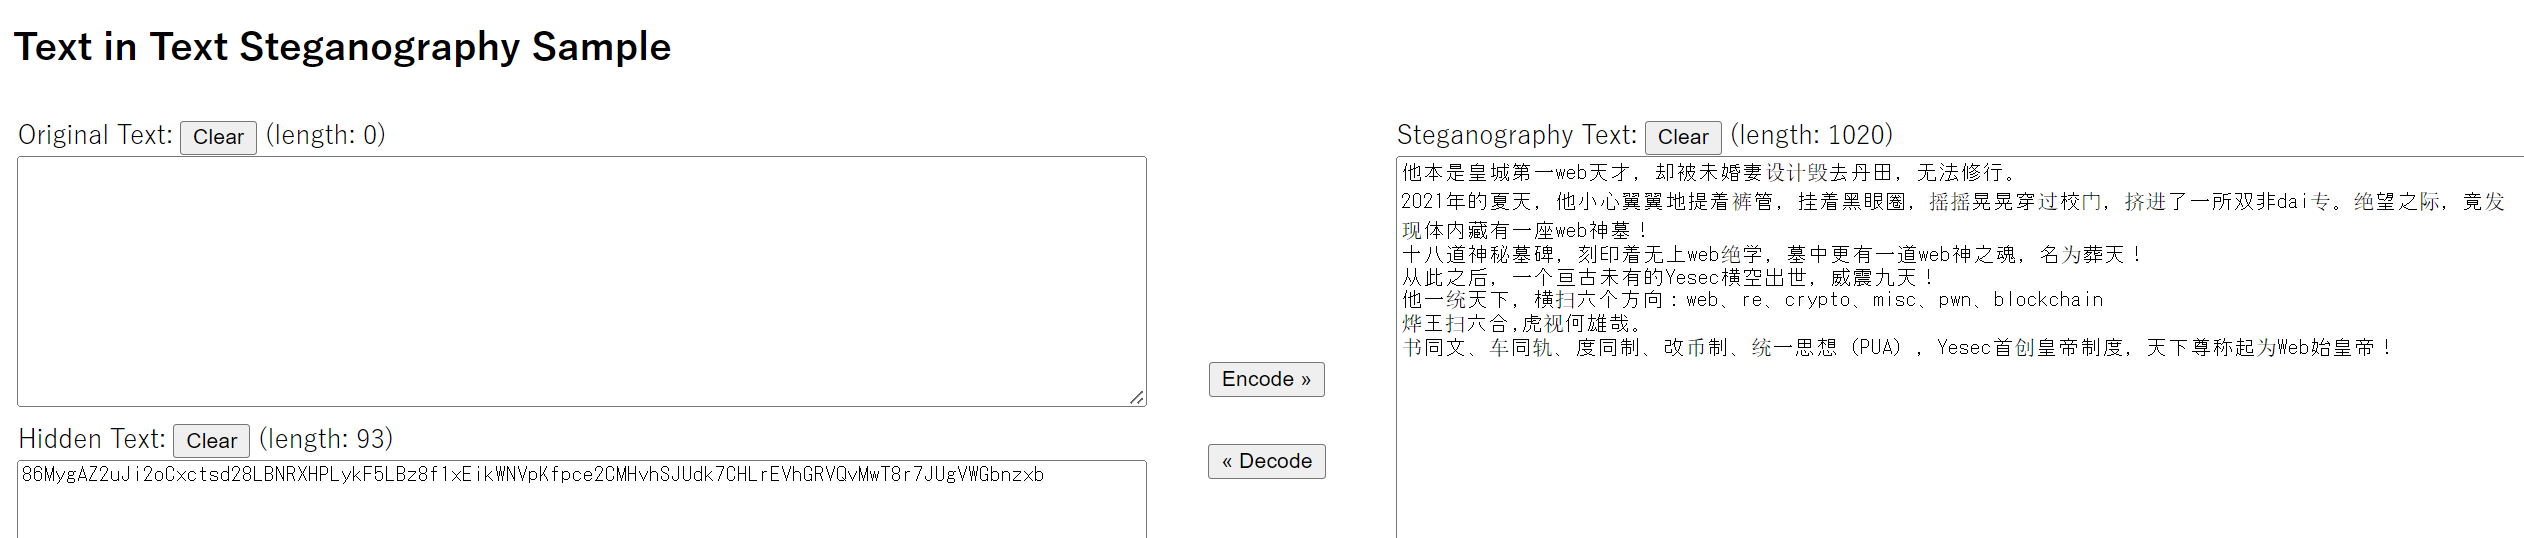 Text in Text Steganography Sample
Original Text: Clear (length: 0)
Steganography Text: Clear (length: 1020)
他本是皇城第一web天才，却被未婚妻设计毁去丹田，无法修行。
2021年的夏天，他小心翼翼地提着裤管，挂着黑眼圈，摇摇晃晃穿过校门，挤进了一所双非dai专。绝望之际，竟发
现体内藏有一座web神墓！
十八道神秘墓碑，刻印着无上web绝学，墓中更有一道web神之魂，名为葬天！
从此之后，一个亘古未有的Yesec横空出世，威震九天！
他一统天下，横扫六个方向：web、re、crypto、misc、pwn、blockchain
烨王扫六合,虎视何雄哉。
书同文、车同轨、度同制、改币制、统一思想（PUA），Yesec首创皇帝制度，天下尊称起为Web始皇帝！
Encode »
« Decode
Hidden Text: Clear (length: 93)
86MygAZ2uJi2oCxctsd28LBNRXHPLykF5LBz8f1xEikWNVpKfpce2CMHvhSJUdk7CHLrEVhGRVQvMwT8r7JUgVWGbnzxb